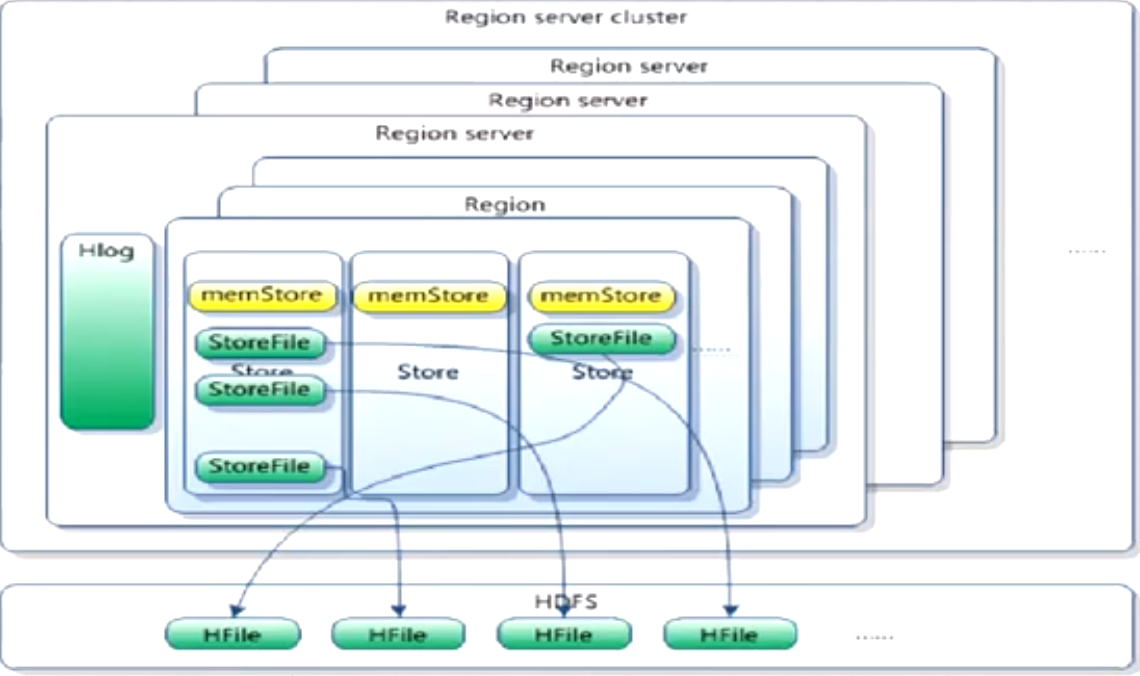 Region server cluster
Region server
Region server
Region server
Region
Hlog
memStore memStore memStore
StoreFile StoreFile
Store Store Store
StoreFile
StoreFile
......
......
HDFS
HFile HFile HFile HFile ......